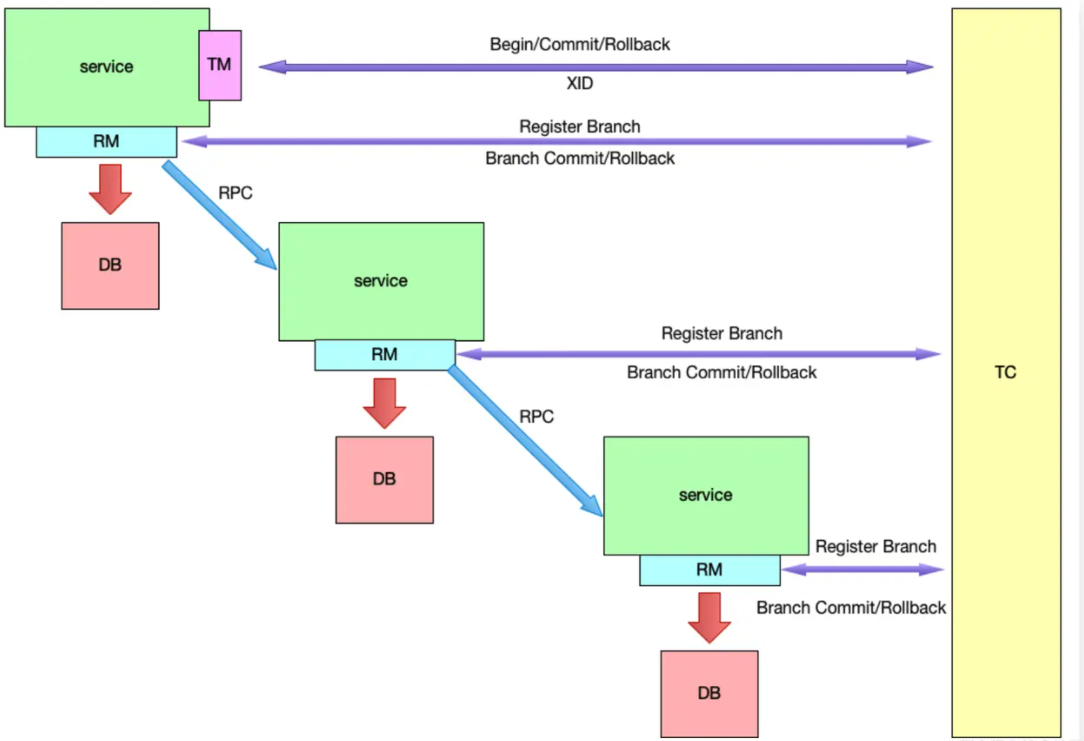 Begin/Commit/Rollback
service
TM
XID
Register Branch
RM
Branch Commit/Rollback
RPC
DB
service
Register Branch
RM
Branch Commit/Rollback
TC
RPC
DB
service
Register Branch
RM
Branch Commit/Rollback
DB